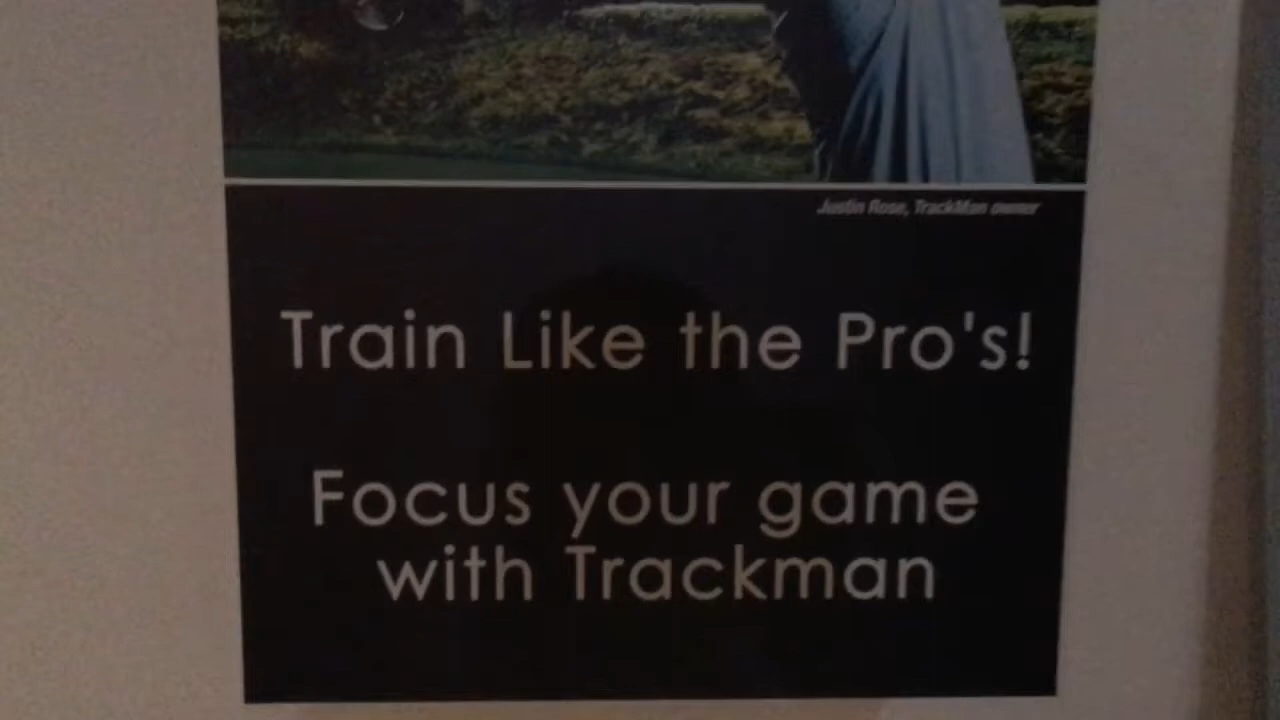 Justin Rose, TrackMan owner
Train Like the Pro's!
Focus your game
with Trackman